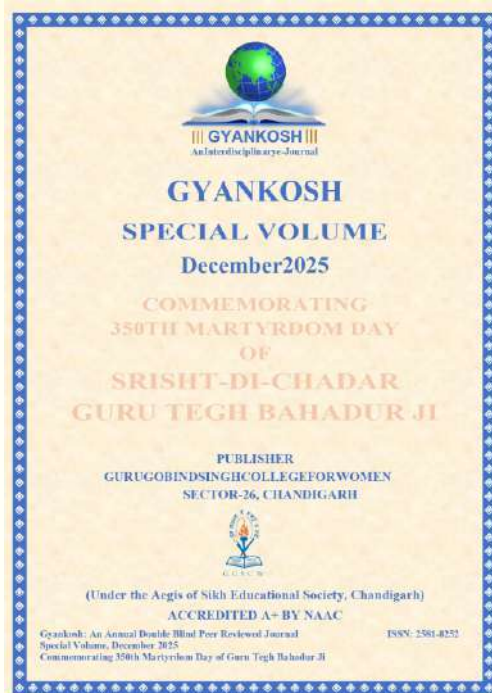 ||| GYANKOSH |||
AnInterdisciplinarye-Journal
GYANKOSH
SPECIAL VOLUME
December2025
COMMEMORATING
350TH MARTYRDOM DAY
OF
SRISHT-DI-CHADAR
GURU TEGH BAHADUR JI
PUBLISHER
GURUGOBINDSINGHCOLLEGEFORWOMEN
SECTOR-26, CHANDIGARH
G G S C W
(Under the Aegis of Sikh Educational Society, Chandigarh)
ACCREDITED A+ BY NAAC
Gyankosh: An Annual Double Blind Peer Reviewed Journal ISSN: 2581-8252
Special Volume, December 2025
Commemorating 350th Martyrdom Day of Guru Tegh Bahadur Ji